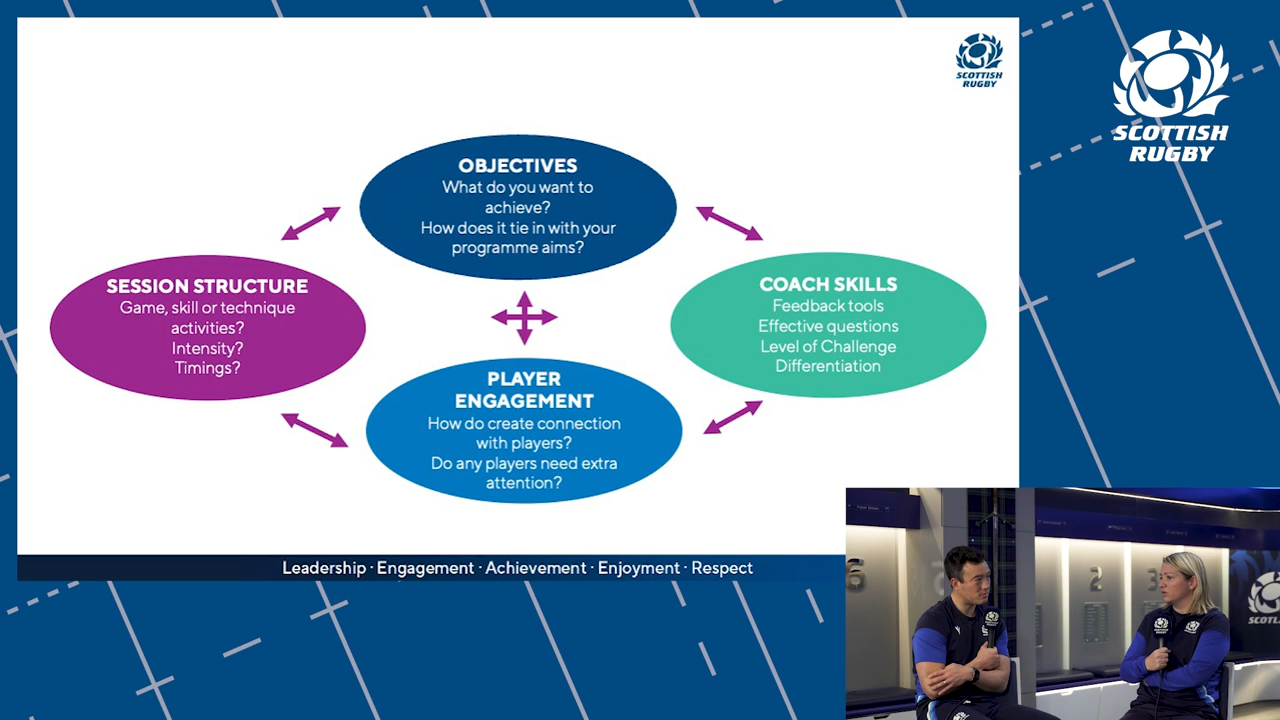 SCOTTISH
RUGBY
SCOTTISH
RUGBY
OBJECTIVES
What do you want to
achieve?
How does it tie in with your
programme aims?
SESSION STRUCTURE
Game, skill or technique
activities?
Intensity?
Timings?
COACH SKILLS
Feedback tools
Effective questions
Level of Challenge
Differentiation
PLAYER
ENGAGEMENT
How do create connection
with players?
Do any players need extra
attention?
Leadership · Engagement · Achievement · Enjoyment · Respect
6
2
3